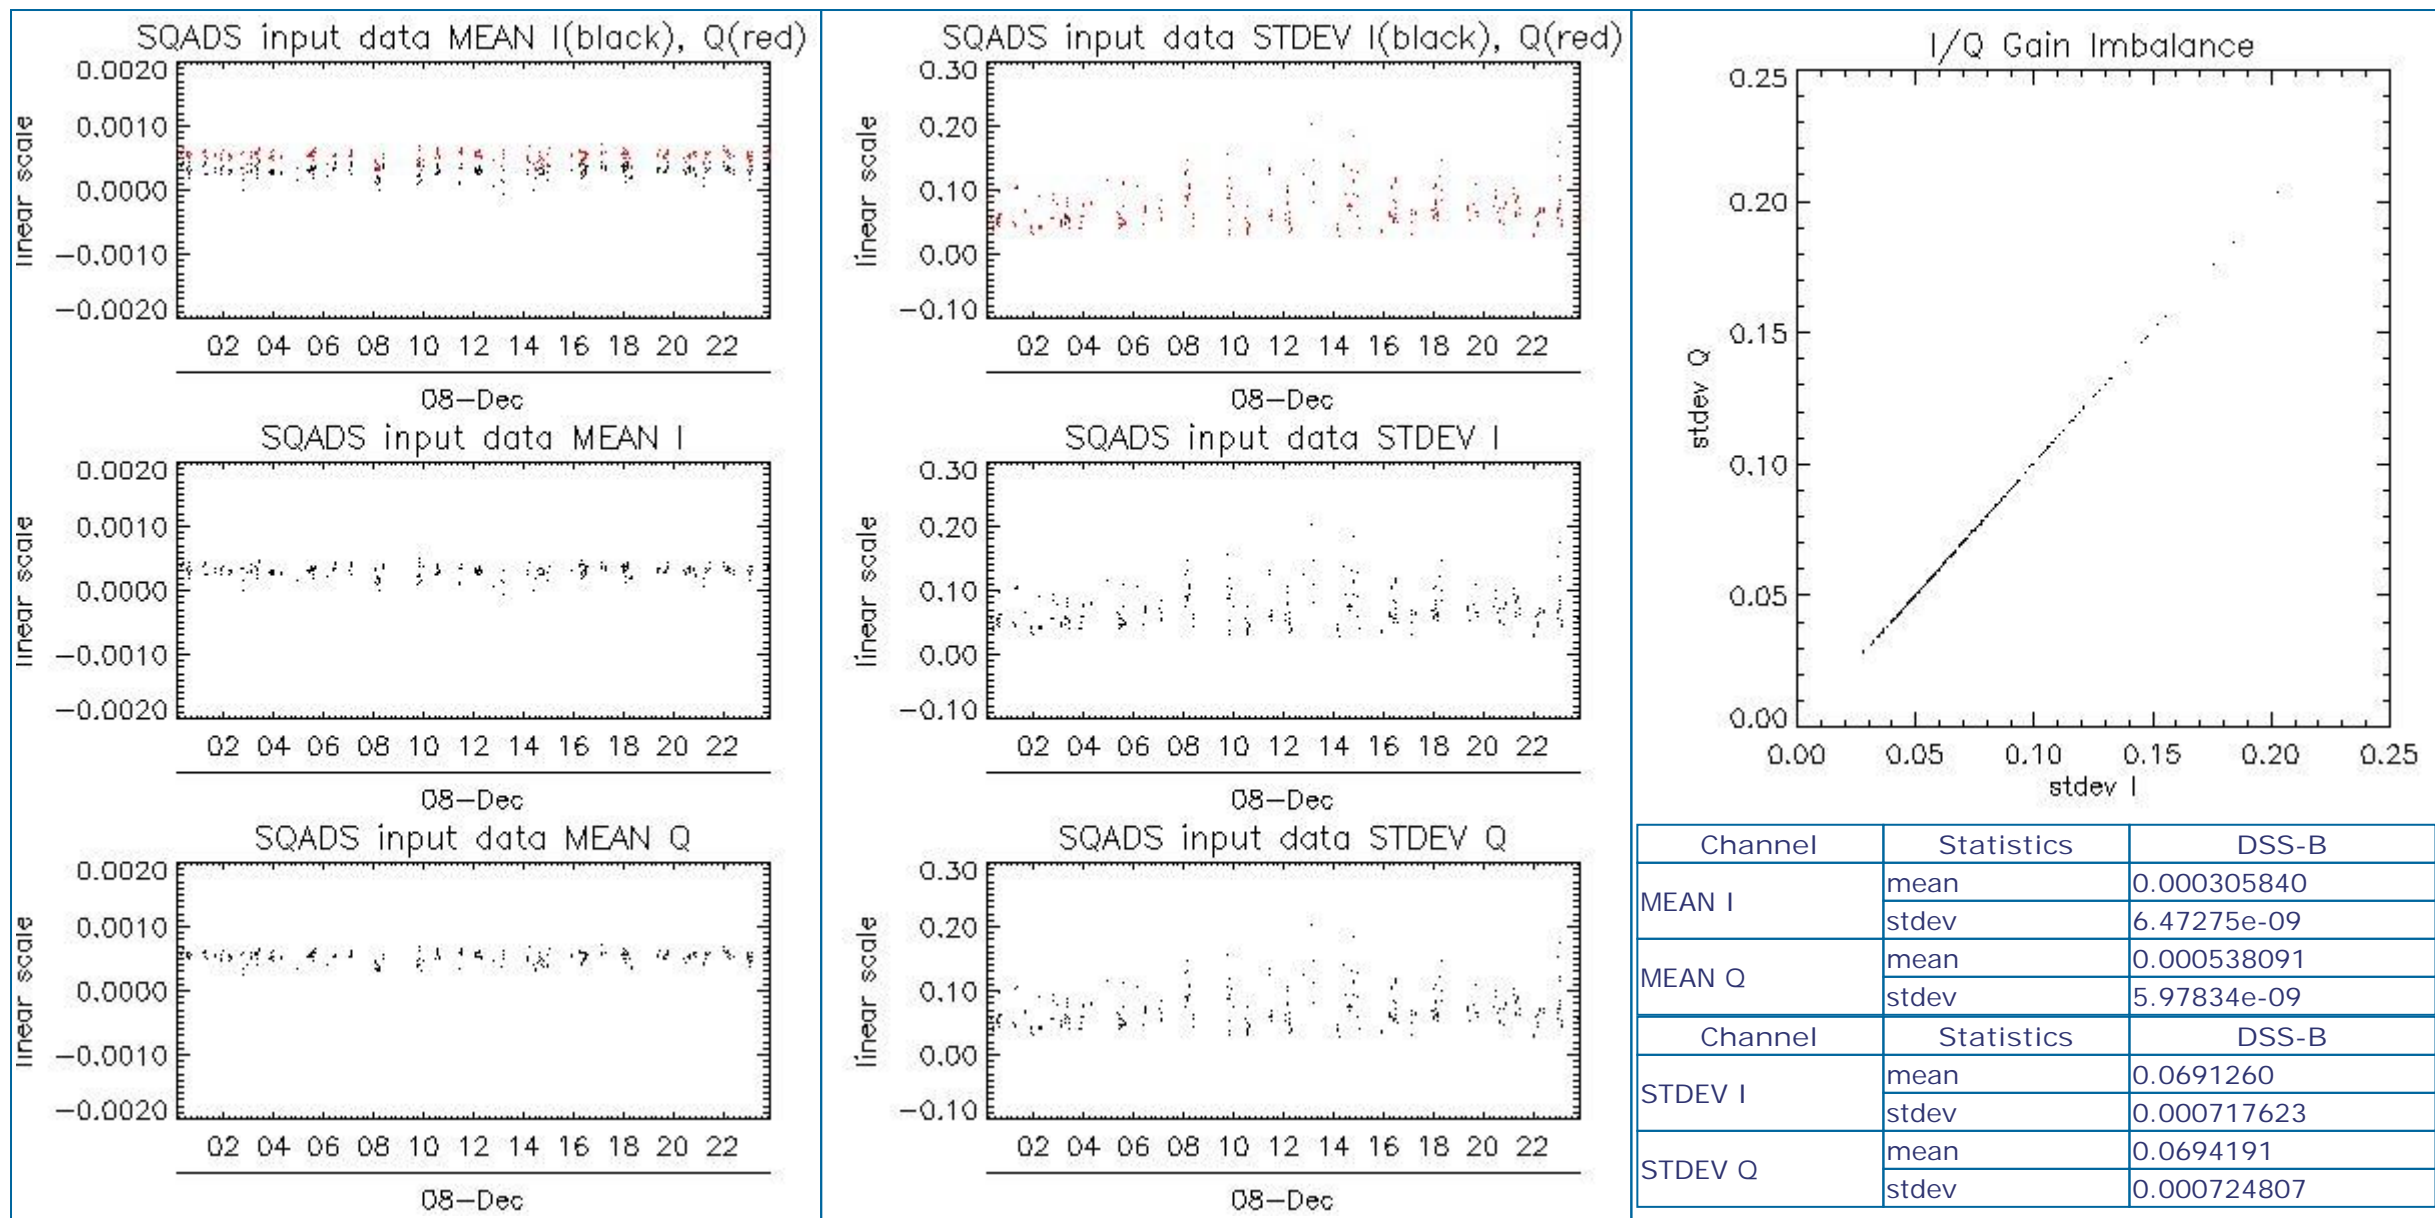 SQADS input data MEAN I(black), Q(red)
0.0020
0.0010
0.0000
−0.0010
−0.0020
linear scale
02 04 06 08 10 12 14 16 18 20 22
08−Dec
SQADS input data MEAN I
0.0020
0.0010
0.0000
−0.0010
−0.0020
linear scale
02 04 06 08 10 12 14 16 18 20 22
08−Dec
SQADS input data MEAN Q
0.0020
0.0010
0.0000
−0.0010
−0.0020
linear scale
02 04 06 08 10 12 14 16 18 20 22
08−Dec
SQADS input data STDEV I(black), Q(red)
0.30
0.20
0.10
0.00
−0.10
linear scale
02 04 06 08 10 12 14 16 18 20 22
08−Dec
SQADS input data STDEV I
0.30
0.20
0.10
0.00
−0.10
linear scale
02 04 06 08 10 12 14 16 18 20 22
08−Dec
SQADS input data STDEV Q
0.30
0.20
0.10
0.00
−0.10
linear scale
02 04 06 08 10 12 14 16 18 20 22
08−Dec
I/Q Gain Imbalance
0.25
0.20
0.15
0.10
0.05
0.00
stdev Q
0.00 0.05 0.10 0.15 0.20 0.25
stdev I
Channel Statistics DSS-B
MEAN I
mean 0.000305840
stdev 6.47275e-09
MEAN Q
mean 0.000538091
stdev 5.97834e-09
Channel Statistics DSS-B
STDEV I
mean 0.0691260
stdev 0.000717623
STDEV Q
mean 0.0694191
stdev 0.000724807